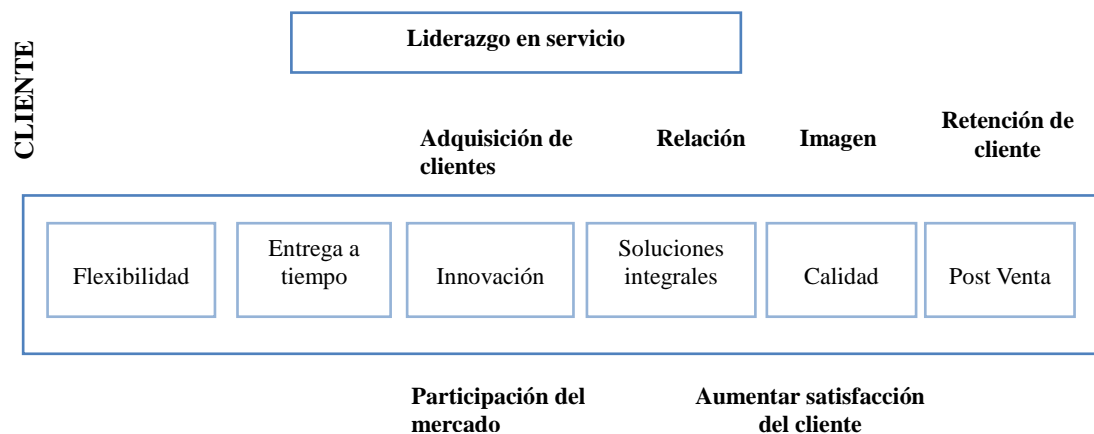 CLIENTE
Liderazgo en servicio
Adquisición de
clientes
Relación
Imagen
Retención de
cliente
Flexibilidad
Entrega a
tiempo
Innovación
Soluciones
integrales
Calidad
Post Venta
Participación del
mercado
Aumentar satisfacción
del cliente